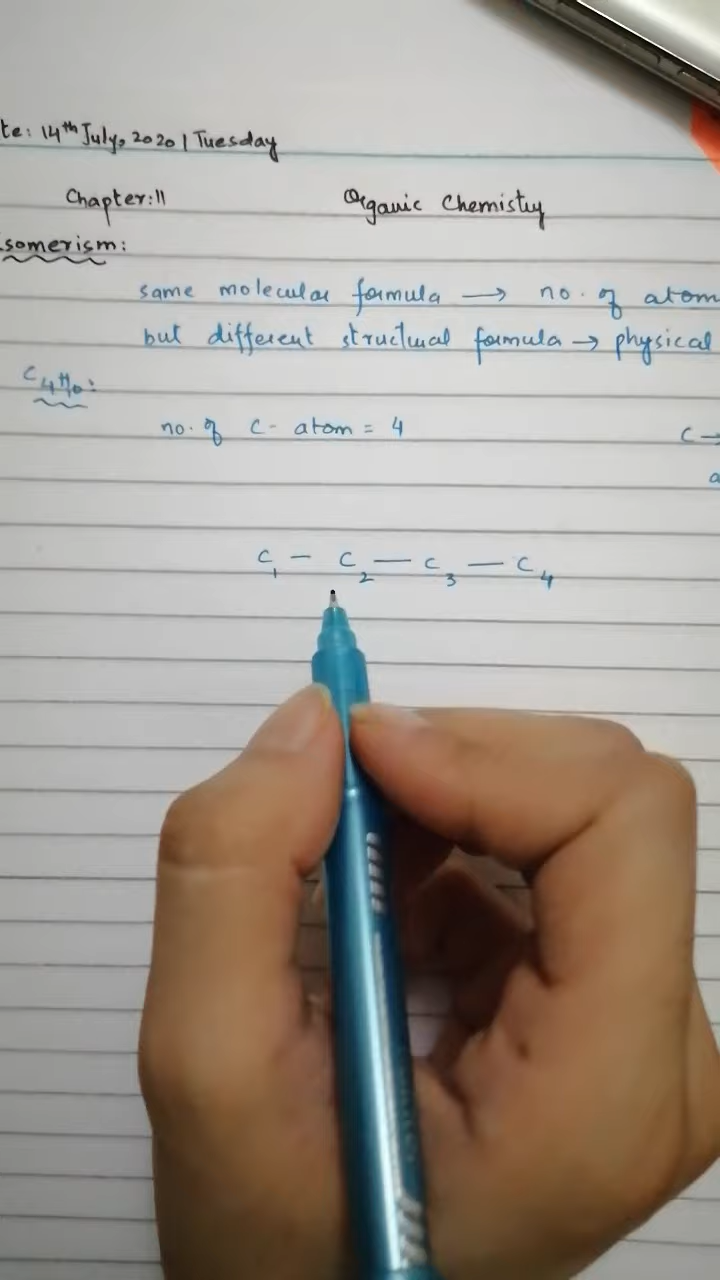 te: 14th July, 2020 | Tuesday
Chapter: 11 Organic Chemistry
Isomerism:
same molecular formula → no. of atom
but different structural formula → physical
C4H10:
no. of C- atom = 4 C →
a
C1 - C2 — C3 — C4